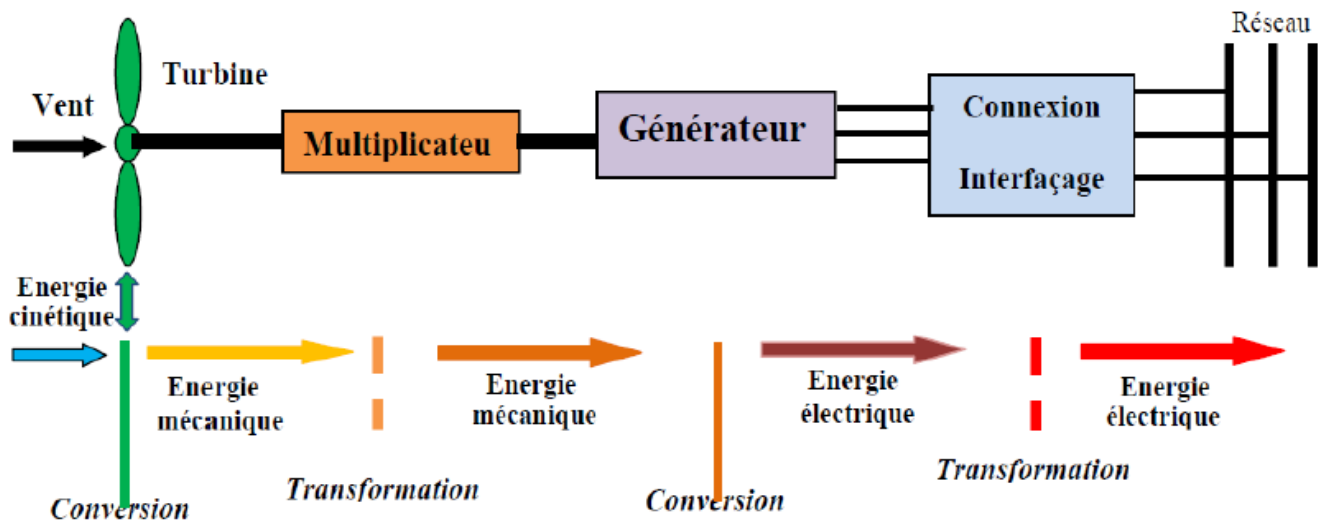 Réseau
Turbine
Vent
Multiplicateu
Générateur
Connexion
Interfaçage
Energie
cinétique
Energie
mécanique
Energie
mécanique
Energie
électrique
Energie
électrique
Conversion
Transformation
Conversion
Transformation